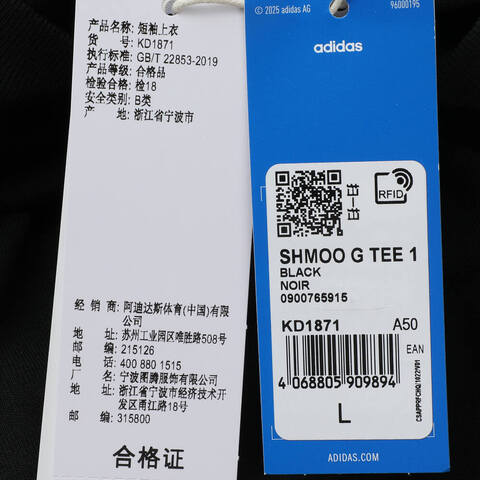 产品名称: 短袖上衣
货 号: KD1871
执行标准: GB/T 22853-2019
产品等级: 合格品
检验合格: 检18
安全类别: B类
产 地: 浙江省宁波市
经 销 商: 阿迪达斯体育(中国)有限
公司
地 址: 苏州工业园区唯胜路508号
邮 编: 215126
电 话: 400 880 1515
厂 名: 宁波图腾服饰有限公司
地 址: 浙江省宁波市经济技术开
发区甬江路18号
邮 编: 315800
合格证
© 2025 adidas AG
96000195
adidas
扫一扫
RFID
SHMOO G TEE 1
BLACK
NOIR
0900765915
KD1871 A50
EAN
4 068805 909894
L
ADIDAS.COM